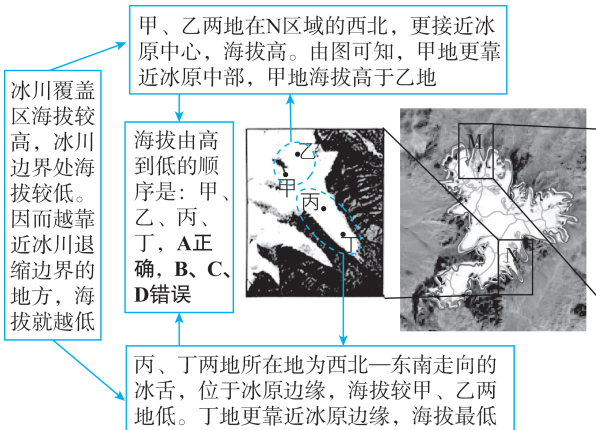 甲、乙两地在N区域的西北，更接近冰
原中心，海拔高。由图可知，甲地更靠
近冰原中部，甲地海拔高于乙地
冰川覆盖
区海拔较
高，冰川
边界处海
拔较低。
因而越靠
近冰川退
缩边界的
地方，海
拔就越低
海拔由高
到低的顺
序是：甲、
乙、丙、
丁，A正
确，B、C、
D错误
乙
甲
丙
丁
M
N
丙、丁两地所在地为西北—东南走向的
冰舌，位于冰原边缘，海拔较甲、乙两
地低。丁地更靠近冰原边缘，海拔最低